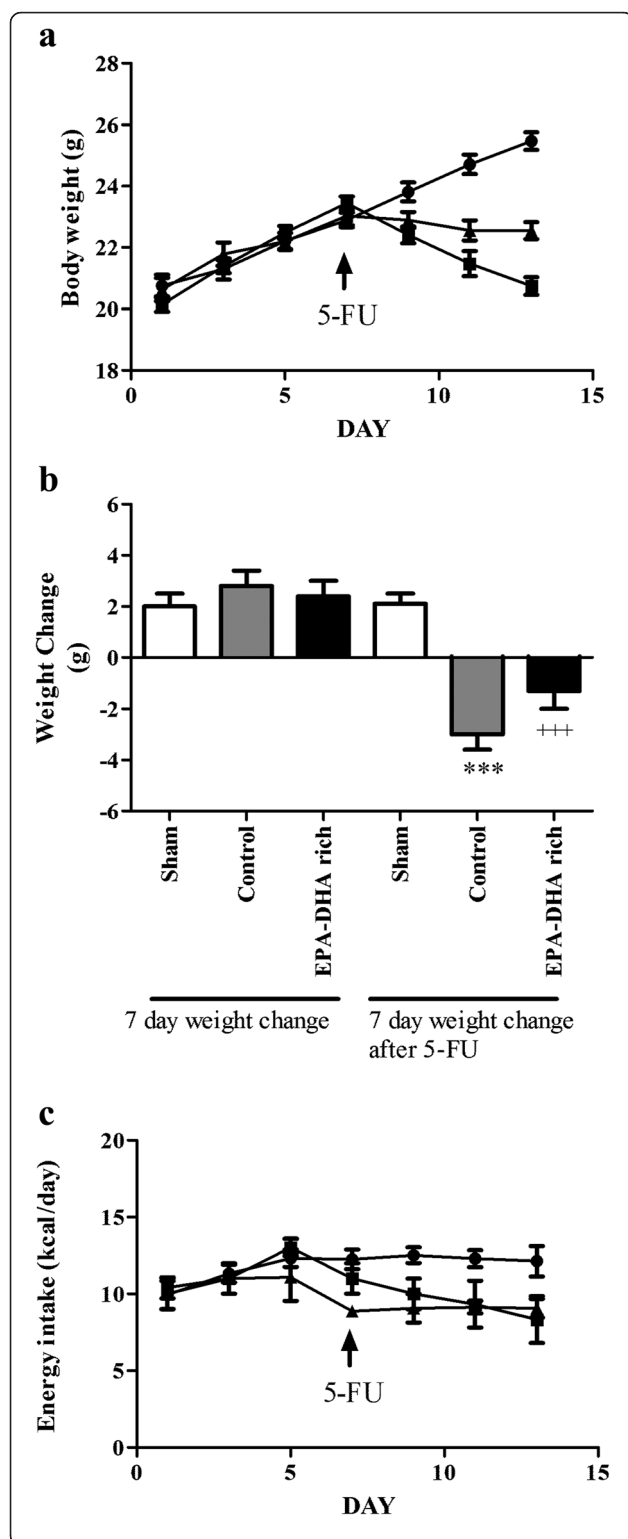 a
28
26
24
22
20
18
Body weight (g)
5-FU
0 5 10 15
DAY
b
6
4
2
0
-2
-4
-6
Weight Change
(g)
***
+++
Sham
Control
EPA-DHA rich
Sham
Control
EPA-DHA rich
7 day weight change
7 day weight change
after 5-FU
c
20
15
10
5
0
Energy intake (kcal/day)
5-FU
0 5 10 15
DAY